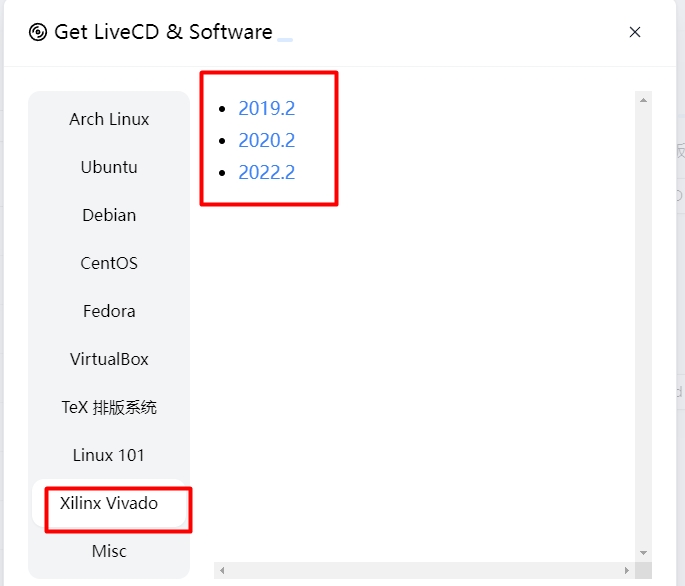 Get LiveCD & Software
Arch Linux
Ubuntu
Debian
CentOS
Fedora
VirtualBox
TeX 排版系统
Linux 101
Xilinx Vivado
Misc
2019.2
2020.2
2022.2